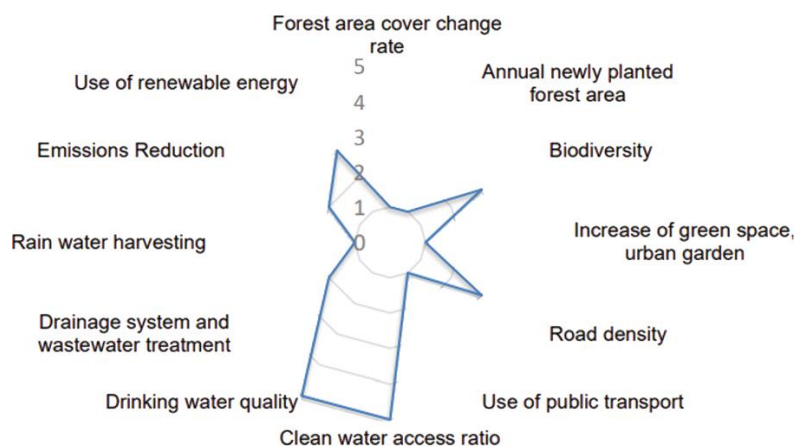 Forest area cover change
rate
Annual newly planted
forest area
Biodiversity
Increase of green space,
urban garden
Road density
Use of public transport
Clean water access ratio
Drinking water quality
Drainage system and
wastewater treatment
Rain water harvesting
Emissions Reduction
Use of renewable energy
5
4
3
2
1
0